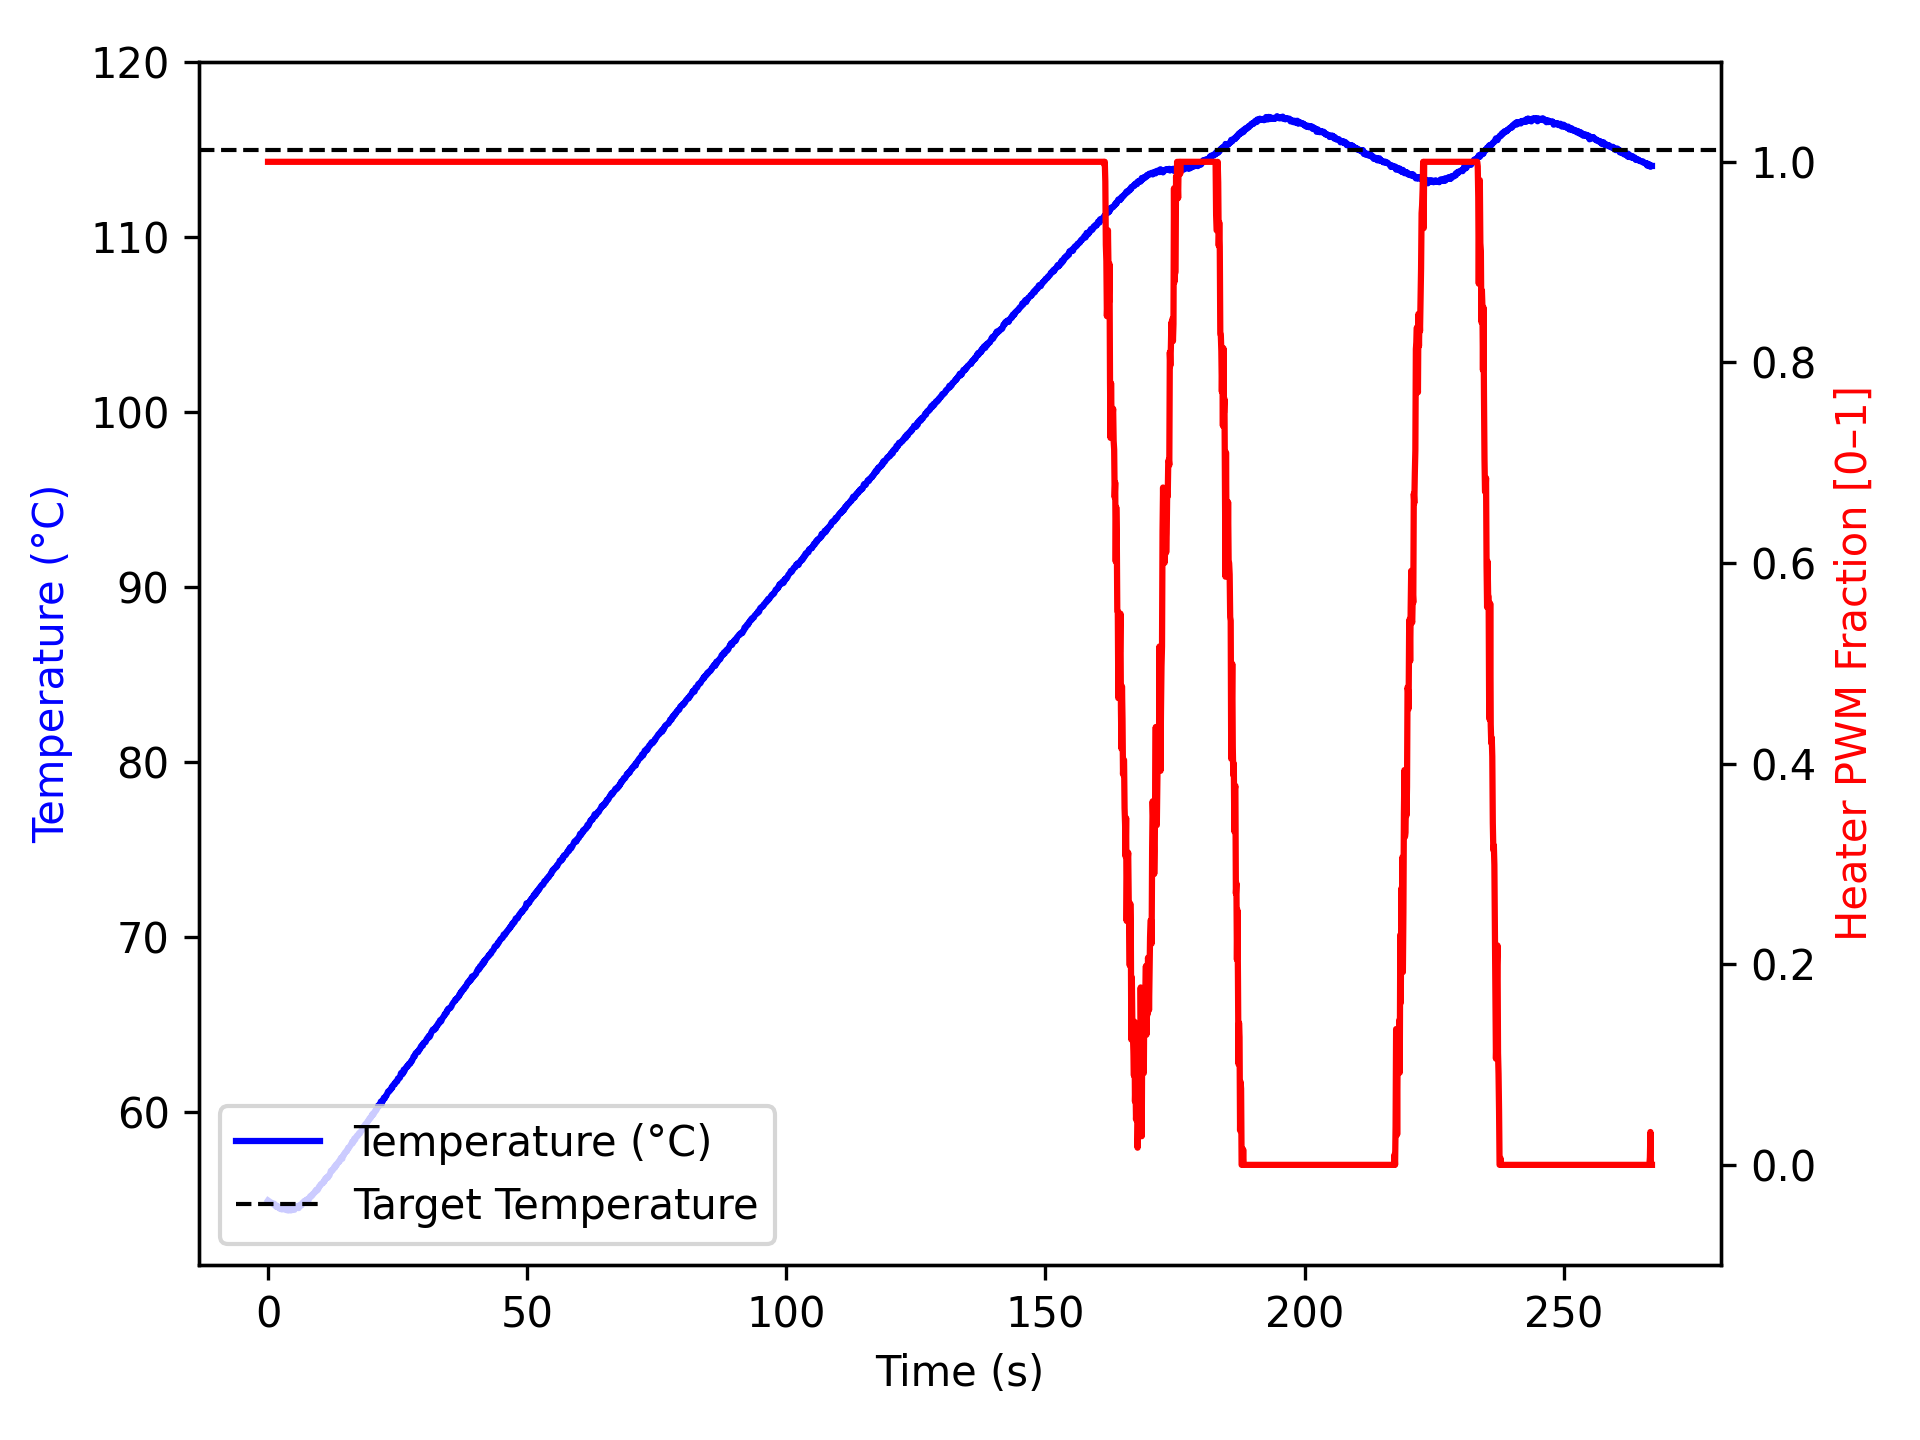 120
110
100
90
80
70
60
Temperature (°C)
1.0
0.8
0.6
0.4
0.2
0.0
Heater PWM Fraction [0–1]
Temperature (°C)
Target Temperature
0 50 100 150 200 250
Time (s)